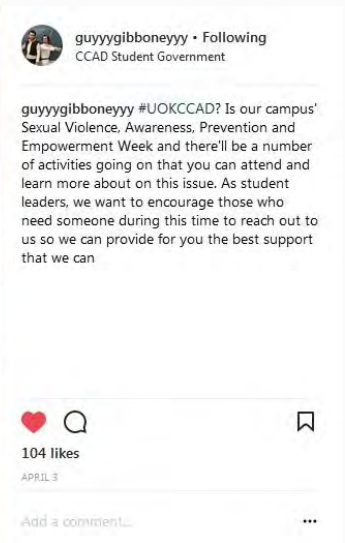 guyyygibboneyyy • Following
CCAD Student Government
guyyygibboneyyy #UOKCCAD? Is our campus'
Sexual Violence, Awareness, Prevention and
Empowerment Week and there'll be a number
of activities going on that you can attend and
learn more about on this issue. As student
leaders, we want to encourage those who
need someone during this time to reach out to
us so we can provide for you the best support
that we can
104 likes
APRIL 3
Add a comment...